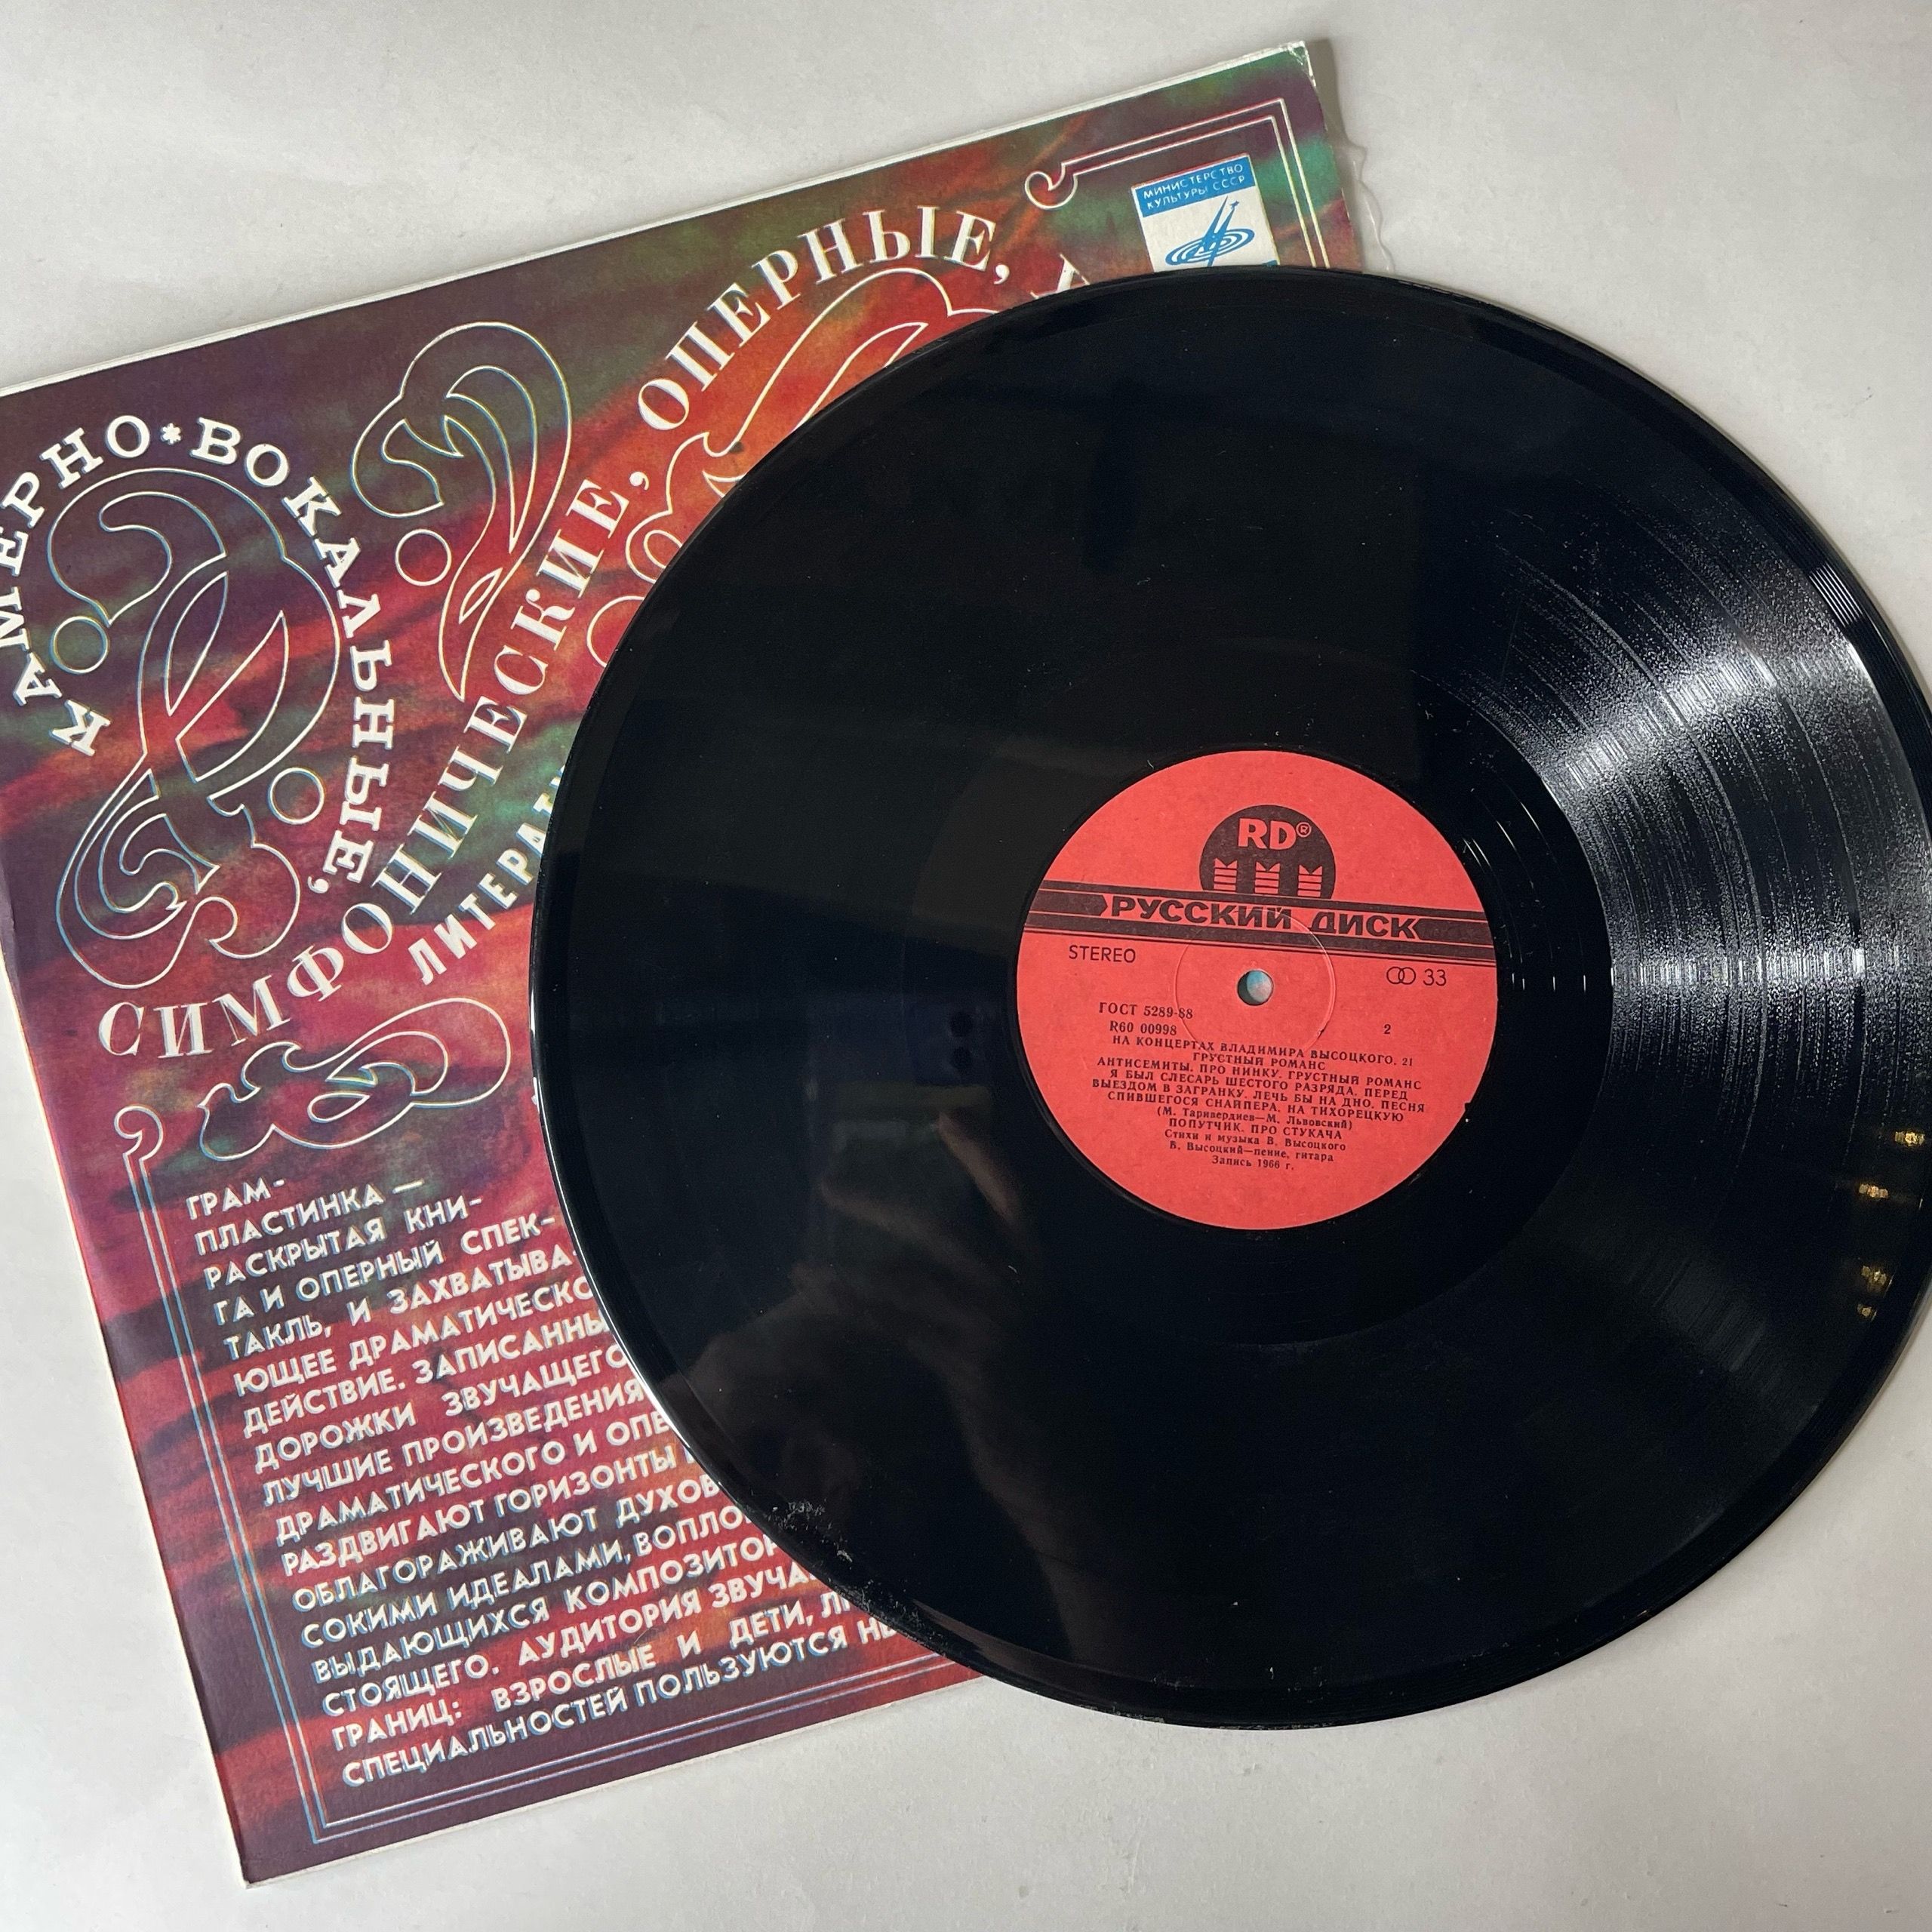 МИНИСТЕРСТВО
КУЛЬТУРЫ СССР
КАМЕРНО*ВОКАЛЬНЫЕ,
СИМФОНИЧЕСКИЕ, ОПЕРНЫЕ,
ГРАМ-
ПЛАСТИНКА —
РАСКРЫТАЯ КНИ-
ГА И ОПЕРНЫЙ СПЕК-
ТАКЛЬ, И ЗАХВАТЫВА-
ЮЩЕЕ ДРАМАТИЧЕСКО
ДЕЙСТВИЕ. ЗАПИСАННЫ
ДОРОЖКИ ЗВУЧАЩЕГО
ЛУЧШИЕ ПРОИЗВЕДЕНИЯ
ДРАМАТИЧЕСКОГО И ОПЕ
РАЗДВИГАЮТ ГОРИЗОНТЫ
ОБЛАГОРАЖИВАЮТ ДУХОВ
СОКИМИ ИДЕАЛАМИ, ВОПЛО
ВЫДАЮЩИХСЯ КОМПОЗИТОР
СТОЯЩЕГО. АУДИТОРИЯ ЗВУЧА
ГРАНИЦ: ВЗРОСЛЫЕ И ДЕТИ, ЛЮ
СПЕЦИАЛЬНОСТЕЙ ПОЛЬЗУЮТСЯ НЕ
RD®
РУССКИЙ ДИСК
STEREO
33
ГОСТ 5289-88
R60 00998 2
НА КОНЦЕРТАХ ВЛАДИМИРА ВЫСОЦКОГО. 21
ГРУСТНЫЙ РОМАНС
АНТИСЕМИТЫ. ПРО НИНКУ. ГРУСТНЫЙ РОМАНС
Я БЫЛ СЛЕСАРЬ ШЕСТОГО РАЗРЯДА. ПЕРЕД
ВЫЕЗДОМ В ЗАГРАНКУ. ЛЕЧЬ БЫ НА ДНО. ПЕСНЯ
СПИВШЕГОСЯ СНАЙПЕРА. НА ТИХОРЕЦКУЮ
(М. Таривердиев—М. Львовский)
ПОПУТЧИК. ПРО СТУКАЧА
Стихи и музыка В. Высоцкого
В. Высоцкий—пение, гитара
Запись 1966 г.